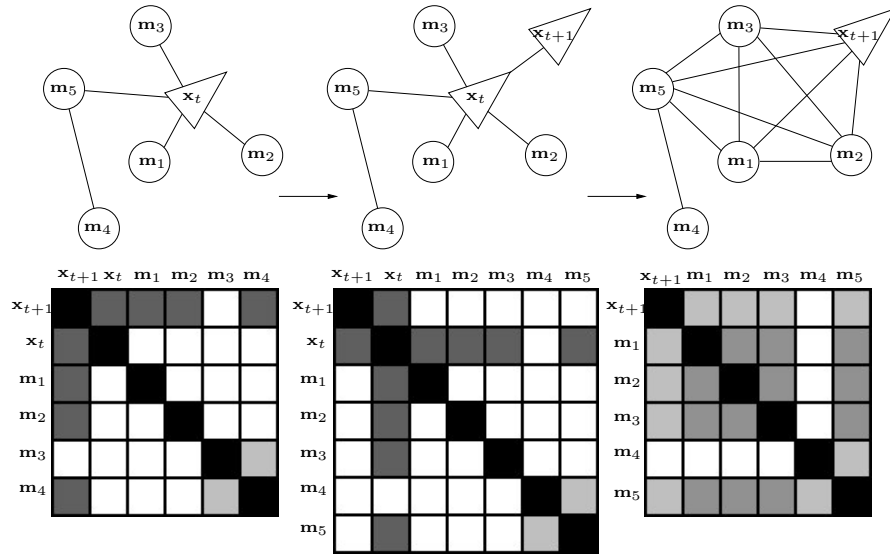 m₃
m₅
xₜ
m₁
m₂
m₄
m₃
xₜ₊₁
m₅
xₜ
m₁
m₂
m₄
m₃
xₜ₊₁
m₅
m₁
m₂
m₄
xₜ₊₁ xₜ m₁ m₂ m₃ m₄
xₜ₊₁
xₜ
m₁
m₂
m₃
m₄
xₜ₊₁ xₜ m₁ m₂ m₃ m₄ m₅
xₜ₊₁
xₜ
m₁
m₂
m₃
m₄
m₅
xₜ₊₁ m₁ m₂ m₃ m₄ m₅
xₜ₊₁
m₁
m₂
m₃
m₄
m₅